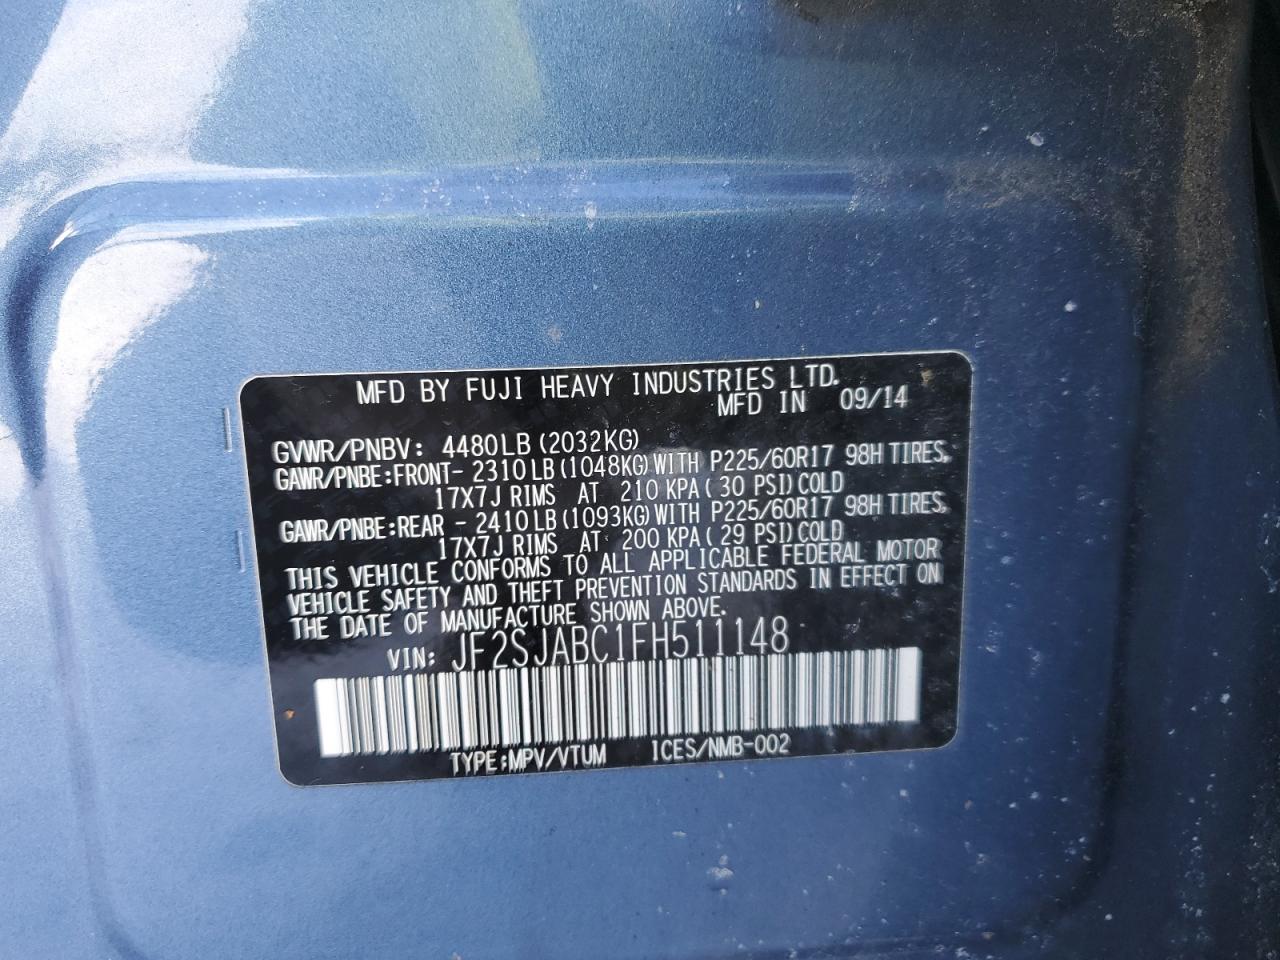 MFD BY FUJI HEAVY INDUSTRIES LTD.
MFD IN 09/14
GVWR/PNBV: 4480LB (2032KG)
GAWR/PNBE:FRONT- 2310LB (1048KG) WITH P225/60R17 98H TIRES,
17X7J RIMS AT 210 KPA ( 30 PSI) COLD
GAWR/PNBE:REAR - 2410LB (1093KG) WITH P225/60R17 98H TIRES,
17X7J RIMS AT 200 KPA ( 29 PSI) COLD
THIS VEHICLE CONFORMS TO ALL APPLICABLE FEDERAL MOTOR
VEHICLE SAFETY AND THEFT PREVENTION STANDARDS IN EFFECT ON
THE DATE OF MANUFACTURE SHOWN ABOVE.
VIN: JF2SJABC1FH511148
TYPE:MPV/VTUM ICES/NMB-002